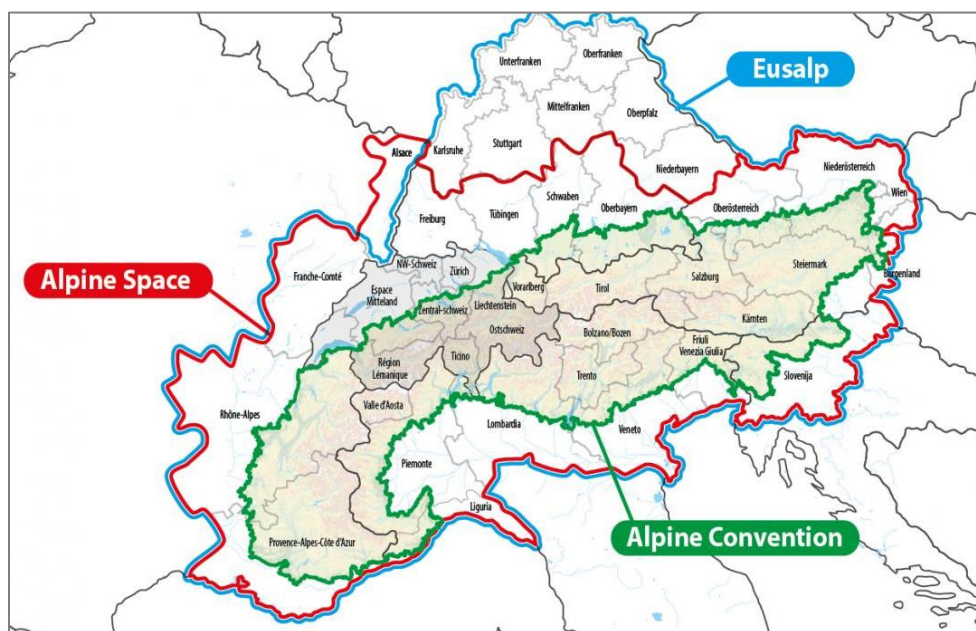 Unterfranken
Oberfranken
Eusalp
Mittelfranken
Oberpfalz
Karlsruhe
Stuttgart
Alsace
Niederbayern
Niederösterreich
Wien
Schwaben
Oberbayern
Oberösterreich
Freiburg
Tübingen
Alpine Space
Franche-Comté
NW-Schweiz
Zürich
Espace
Mitteland
Vorarlberg
Tirol
Salzburg
Steiermark
Burgenland
Liechtenstein
Zentral-schweiz
Ostschweiz
Kärnten
Bolzano/Bozen
Friuli
Venezia Giulia
Région
Lémanique
Ticino
Trento
Slovenija
Rhône-Alpes
Valle d'Aosta
Lombardia
Veneto
Piemonte
Liguria
Provence-Alpes-Côte d'Azur
Alpine Convention